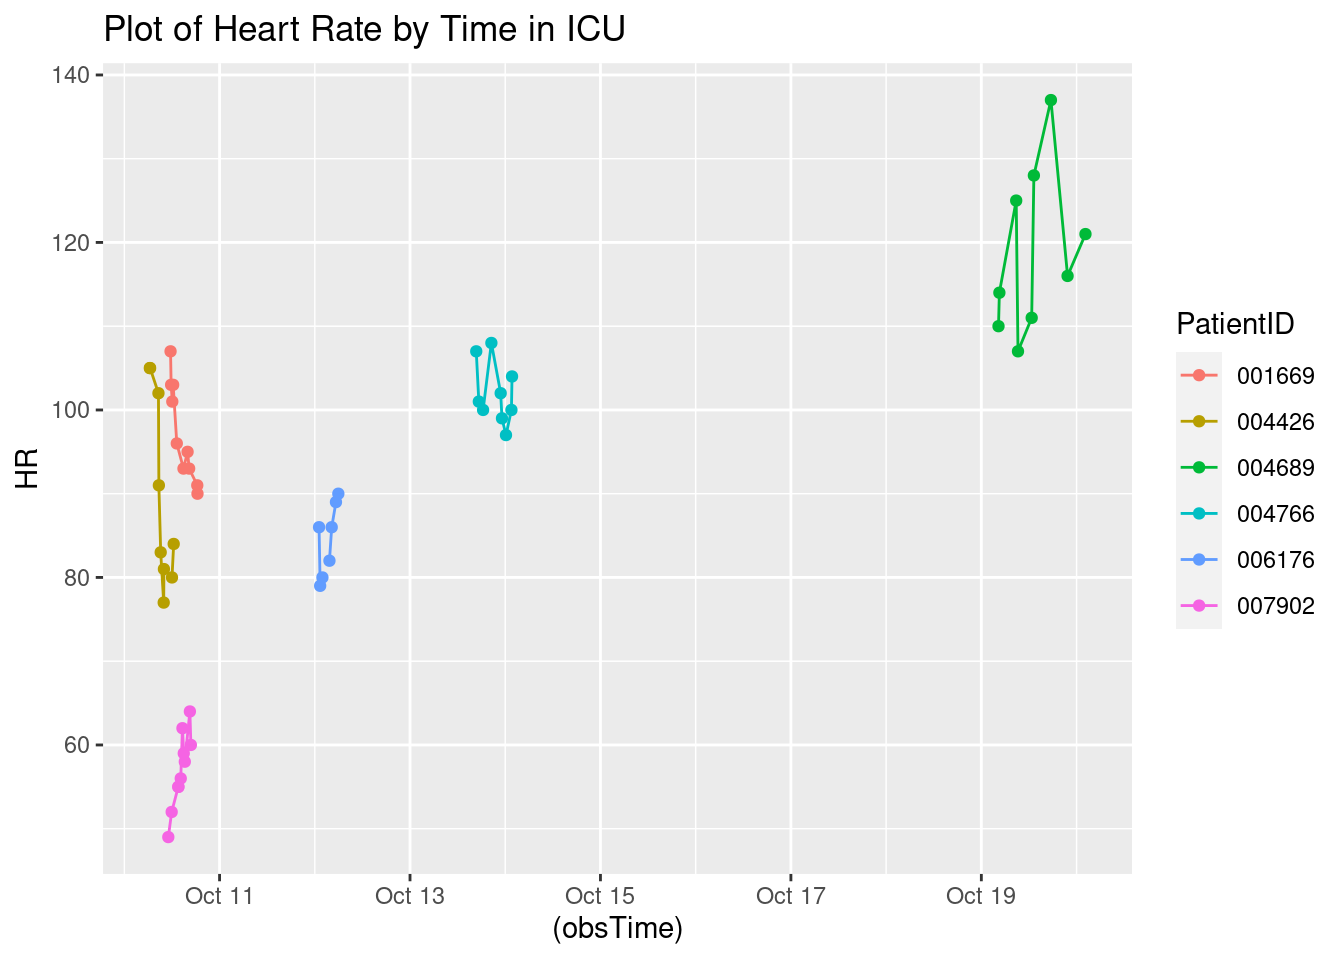 Plot of Heart Rate by Time in ICU
140
120
100
80
60
HR
Oct 11
Oct 13
Oct 15
Oct 17
Oct 19
(obsTime)
PatientID
001669
004426
004689
004766
006176
007902